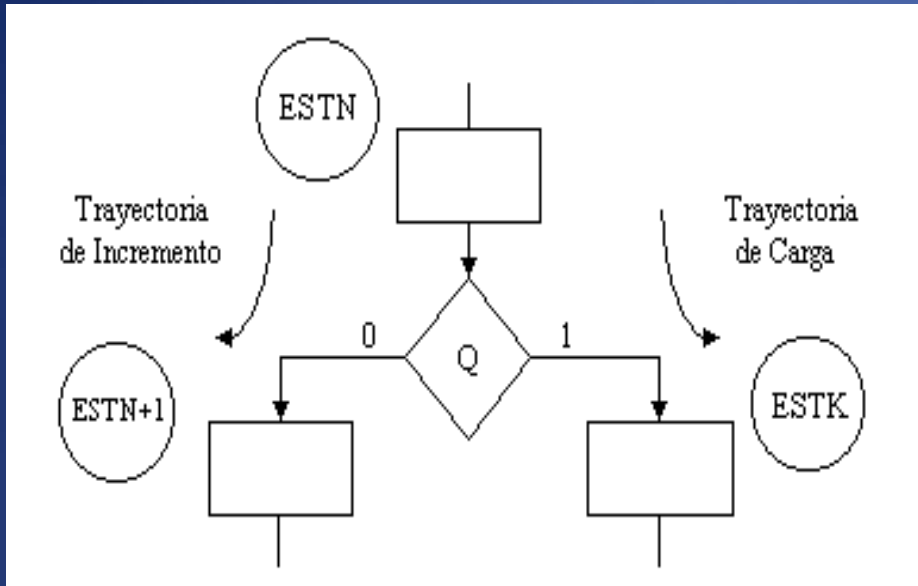 ESTN
Trayectoria
de Incremento
Trayectoria
de Carga
0
1
Q
ESTN+1
ESTK